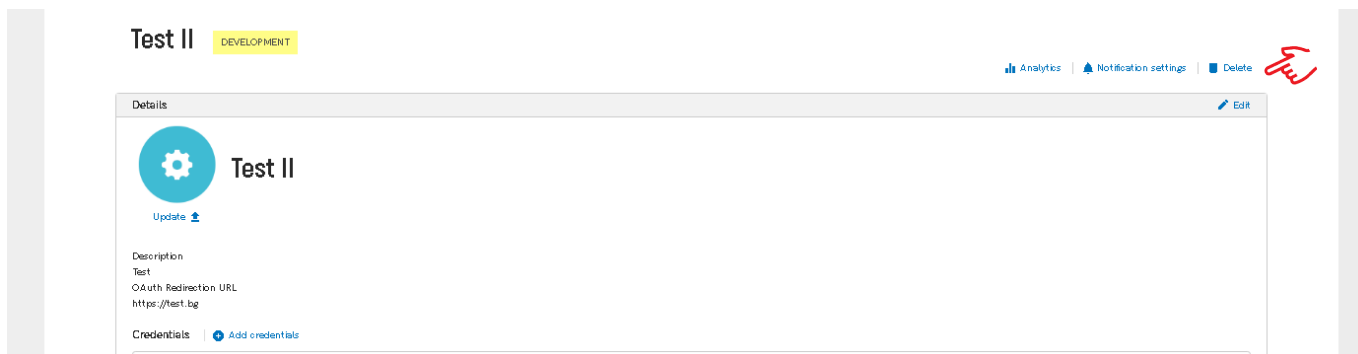 Test II DEVELOPMENT
Analytics Notification settings Delete
Details Edit
Test II
Update
Description
Test
OAuth Redirection URL
https://test.bg
Credentials Add credentials